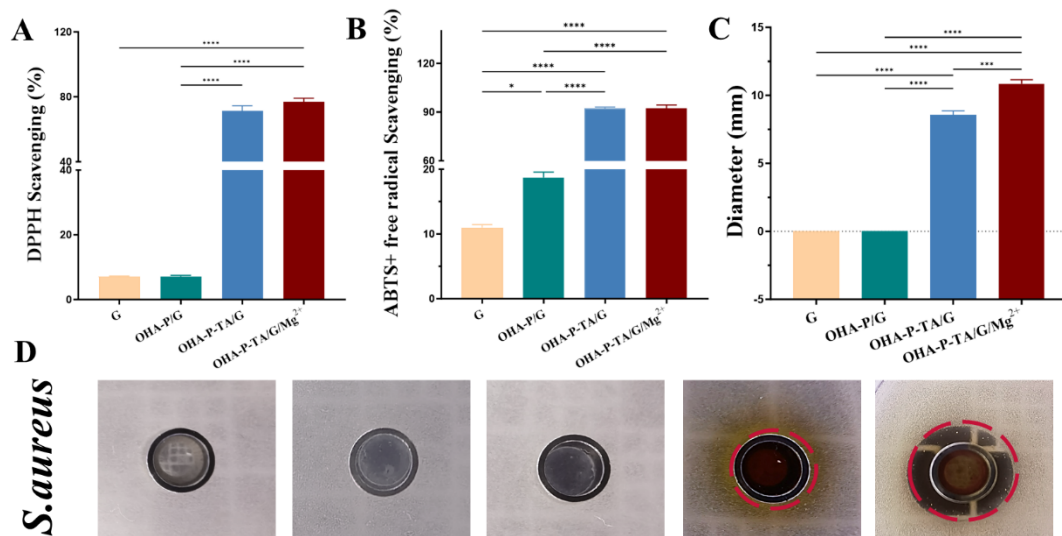 A
DPPH Scavenging (%)
120
80
40
40
20
0
****
****
****
G
OHA-P/G
OHA-P-TA/G
OHA-P-TA/G/Mg²⁺
B
ABTS+ free radical Scavenging (%)
120
90
60
20
10
0
****
****
****
*
****
G
OHA-P/G
OHA-P-TA/G
OHA-P-TA/G/Mg²⁺
C
Diameter (mm)
15
10
5
0
-5
****
****
***
****
G
OHA-P/G
OHA-P-TA/G
OHA-P-TA/G/Mg²⁺
D
S.aureus